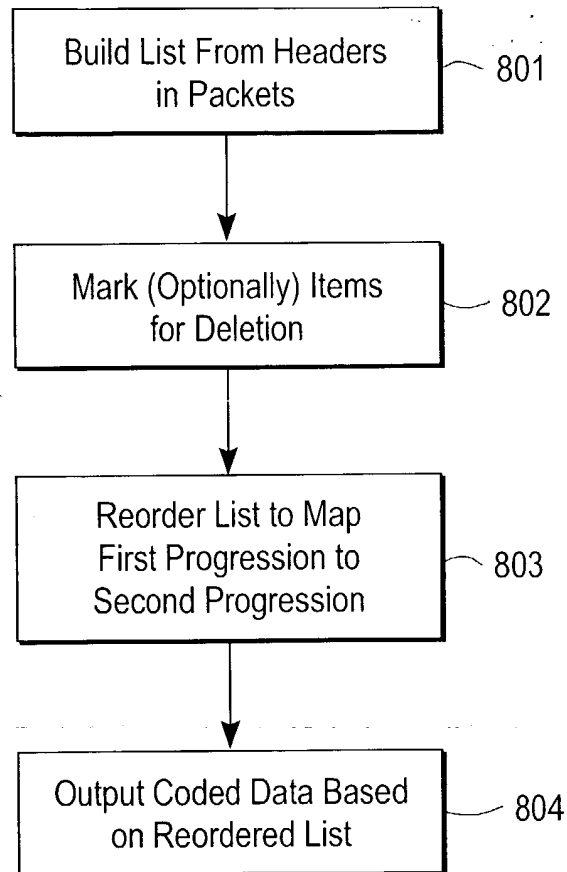 Build List From Headers
in Packets
801
Mark (Optionally) Items
for Deletion
802
Reorder List to Map
First Progression to
Second Progression
803
Output Coded Data Based
on Reordered List
804